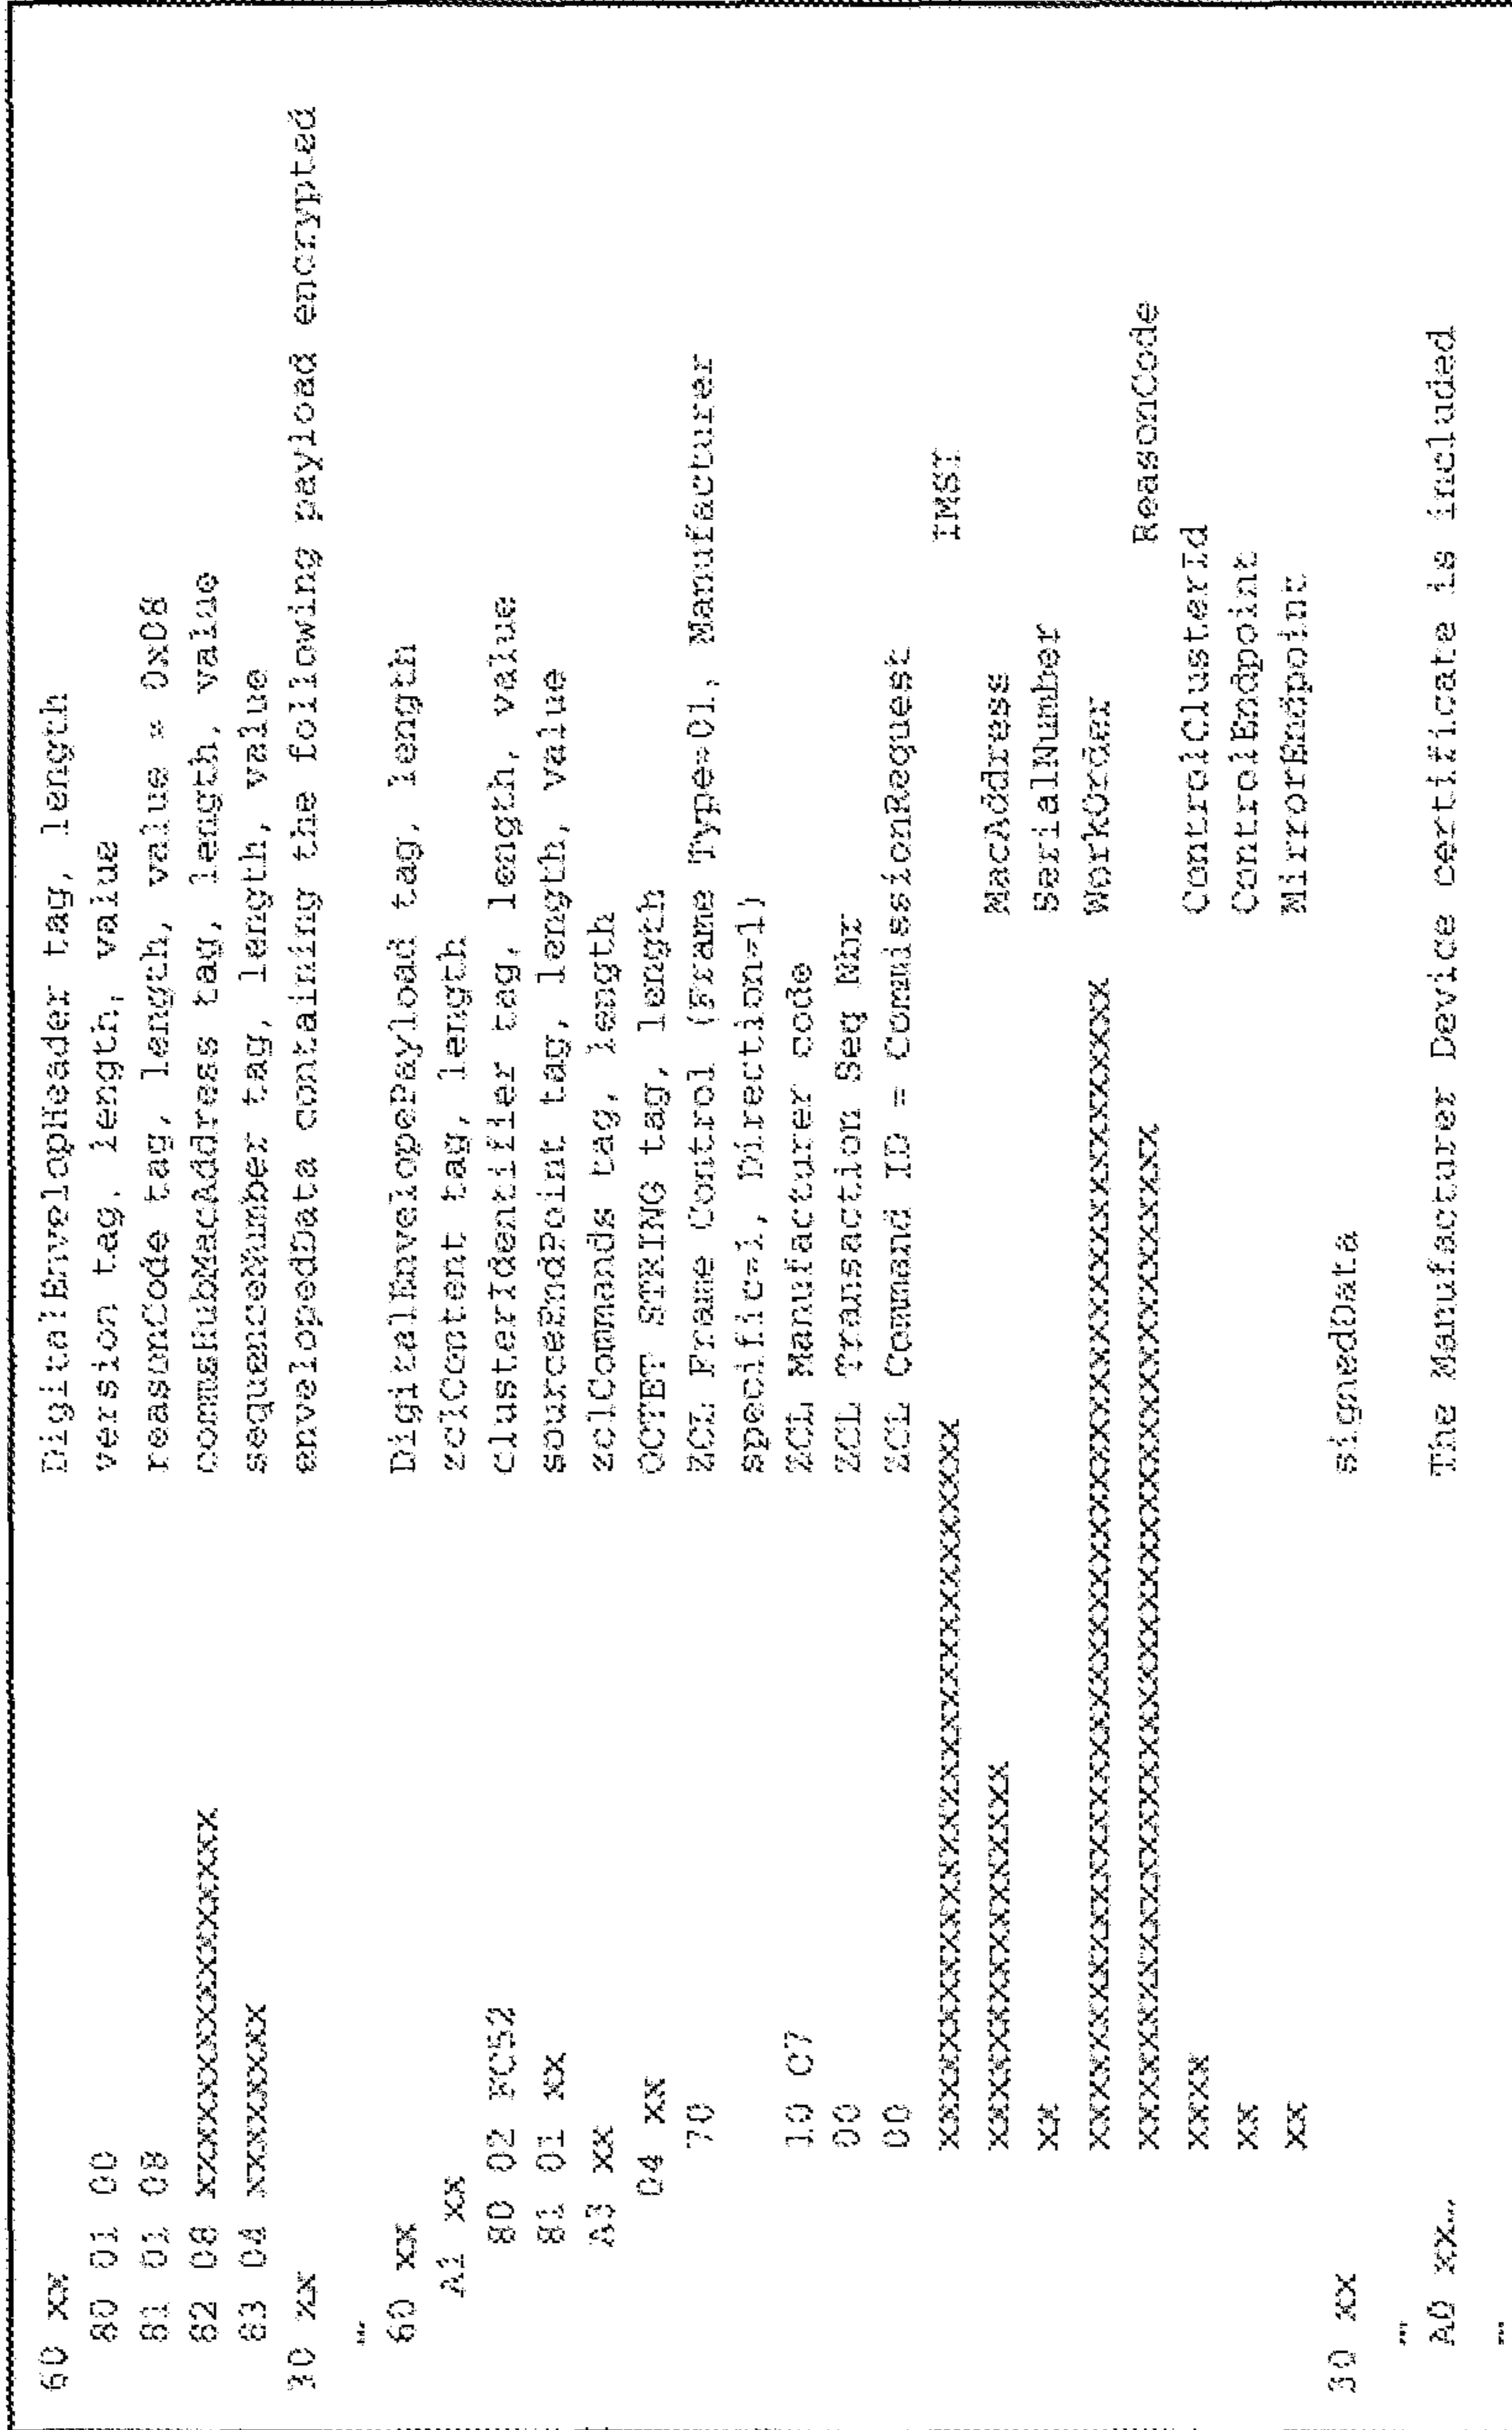 60 xx DigitalEnvelopHeader tag, length
80 01 00 version tag, length, value
81 01 08 reasonCode tag, length, value = 0x08
82 08 xxxxxxxxxxxxxxxx commsHubMacAddress tag, length, value
83 04 xxxxxxxx sequenceNumber tag, length, value
30 xx envelopedData containing the following payload encrypted
…
60 xx DigitalEnvelopePayload tag, length
A1 xx zclContent tag, length
80 02 FC52 clusterIdentifier tag, length, value
81 01 xx sourceEndPoint tag, length, value
A3 xx zclCommands tag, length
04 xx OCTET STRING tag, length
70 ZCL Frame Control (Frame Type=01, Manufacturer
specific=1, Direction=1)
10 C7 ZCL Manufacturer code
00 ZCL Transaction Seq Nbr
00 ZCL Command ID = CommissionRequest
xxxxxxxxxxxxxxxxxxxxxxxxxxxxxx IMSI
xxxxxxxxxxxxxxxx MacAddress
xx SerialNumber
xxxxxxxxxxxxxxxxxxxxxxxxxxxxxxxxxxxxxxxxxxxxxxxx WorkOrder
xxxxxxxxxxxxxxxxxxxxxxxxxxxxxxxxxxxxxxxxxx ReasonCode
xxxx ControlClusterId
xx ControlEndpoint
xx MirrorEndpoint
30 xx signedData
…
A0 xx… The Manufacturer Device certificate is included
…